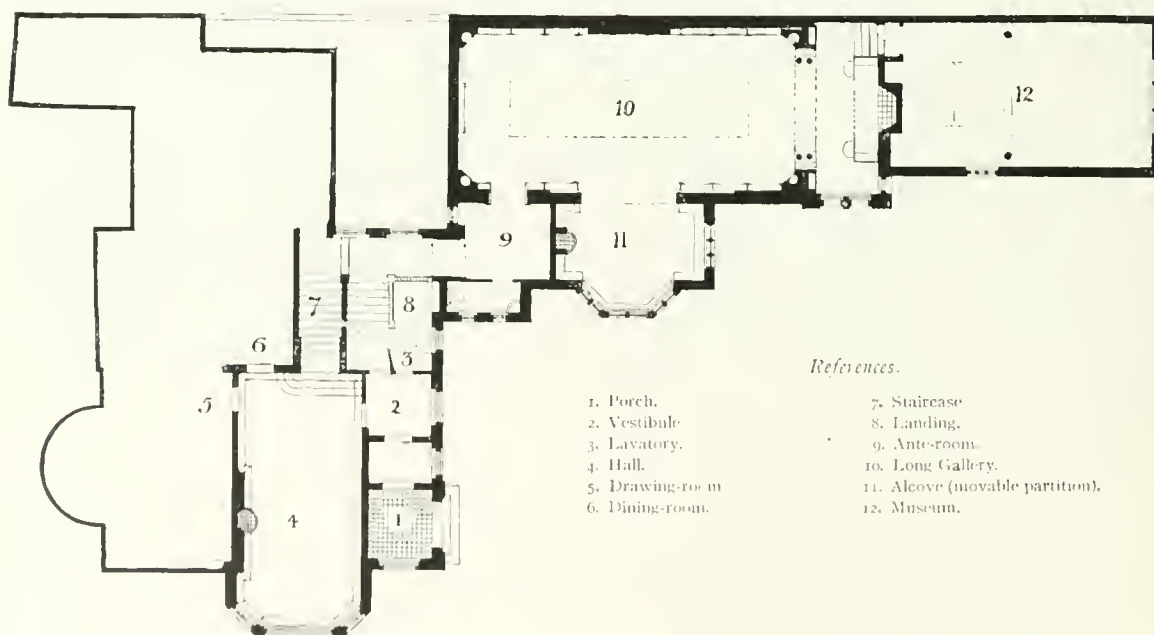 10
12
9
11
7
8
6
3
5
2
4
1
References.
1. Porch.
2. Vestibule
3. Lavatory.
4. Hall.
5. Drawing-room
6. Dining-room.
7. Staircase
8. Landing.
9. Ante-room
10. Long Gallery.
11. Alcove (movable partition).
12. Museum.